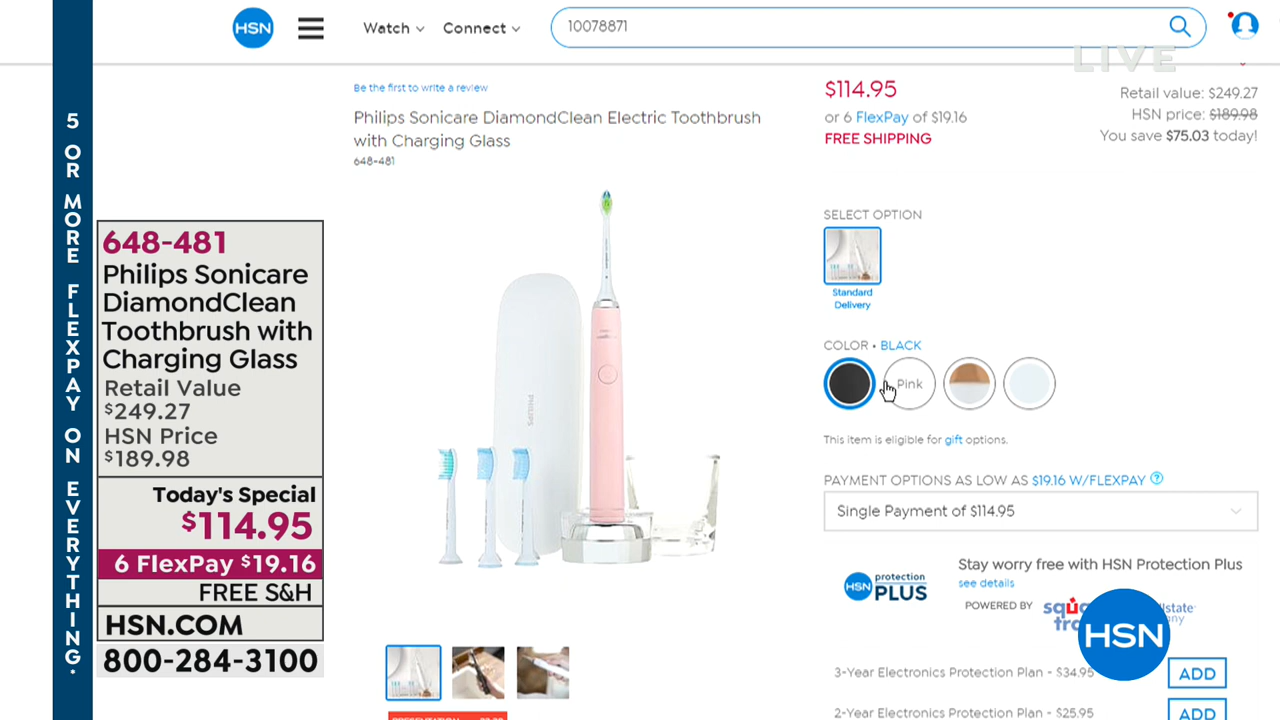 HSN
Watch
Connect
10078871
LIVE
5 OR MORE FLEXPAY ON EVERYTHING.
648-481
Philips Sonicare
DiamondClean
Toothbrush with
Charging Glass
Retail Value
$249.27
HSN Price
$189.98
Today's Special
$114.95
6 FlexPay $19.16
FREE S&H
HSN.COM
800-284-3100
Be the first to write a review
Philips Sonicare DiamondClean Electric Toothbrush
with Charging Glass
648-481
PHILIPS
$114.95
or 6 FlexPay of $19.16
FREE SHIPPING
Retail value: $249.27
HSN price: $189.98
You save $75.03 today!
SELECT OPTION
Standard
Delivery
COLOR • BLACK
Pink
This item is eligible for gift options.
PAYMENT OPTIONS AS LOW AS $19.16 W/FLEXPAY ?
Single Payment of $114.95
HSN protection
PLUS
Stay worry free with HSN Protection Plus
see details
POWERED BY
HSN
3-Year Electronics Protection Plan - $34.95
ADD
2-Year Electronics Protection Plan - $25.95
ADD